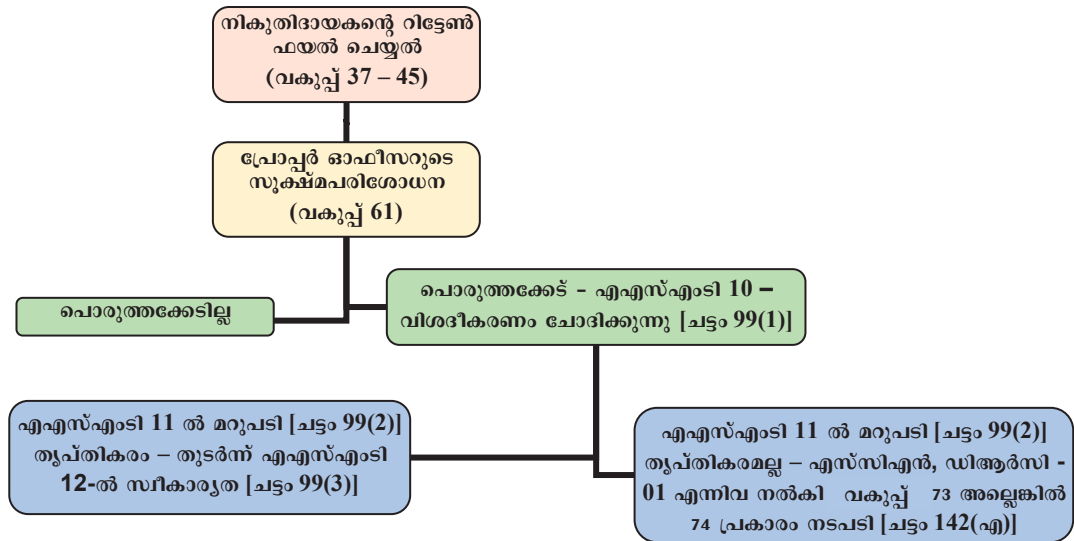 നികുതിദായകന്റെ റിട്ടേൺ
ഫയൽ ചെയ്യൽ
(വകുപ്പ് 37 – 45)
പ്രോപ്പർ ഓഫീസറുടെ
സൂക്ഷ്മപരിശോധന
(വകുപ്പ് 61)
പൊരുത്തക്കേടില്ല
പൊരുത്തക്കേട് - എഎസ്എംടി 10 –
വിശദീകരണം ചോദിക്കുന്നു [ചട്ടം 99(1)]
എഎസ്എംടി 11 ൽ മറുപടി [ചട്ടം 99(2)]
തൃപ്തികരം – തുടർന്ന് എഎസ്എംടി
12-ൽ സ്വീകാര്യത [ചട്ടം 99(3)]
എഎസ്എംടി 11 ൽ മറുപടി [ചട്ടം 99(2)]
തൃപ്തികരമല്ല – എസ്‌സിഎൻ, ഡിആർസി -
01 എന്നിവ നൽകി വകുപ്പ് 73 അല്ലെങ്കിൽ
74 പ്രകാരം നടപടി [ചട്ടം 142(എ)]